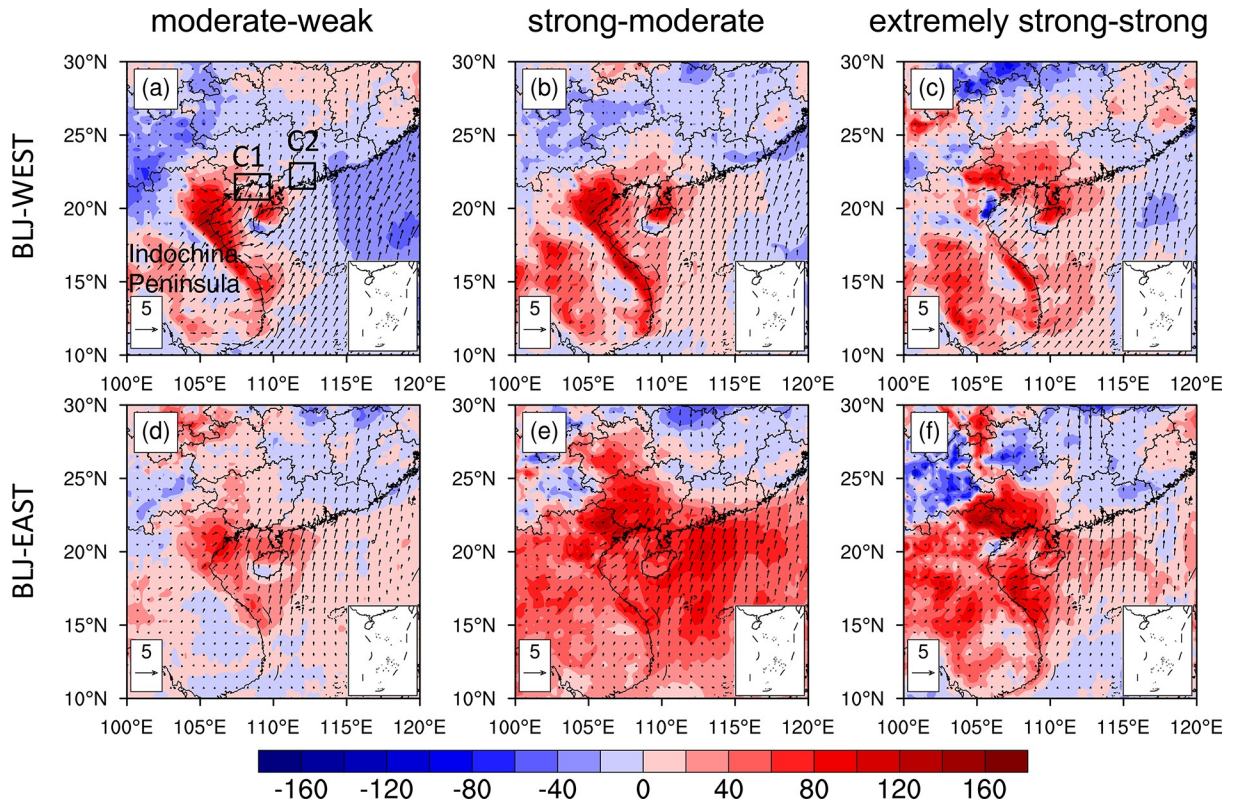 moderate-weak strong-moderate extremely strong-strong
BLJ-WEST
30°N 30°N 30°N
(a) (b) (c)
25°N 25°N 25°N
C1 C2
20°N 20°N 20°N
Indochina
Peninsula
15°N 15°N 15°N
5 5 5
10°N 10°N 10°N
100°E 105°E 110°E 115°E 120°E 100°E 105°E 110°E 115°E 120°E 100°E 105°E 110°E 115°E 120°E
BLJ-EAST
30°N 30°N 30°N
(d) (e) (f)
25°N 25°N 25°N
20°N 20°N 20°N
15°N 15°N 15°N
5 5 5
10°N 10°N 10°N
100°E 105°E 110°E 115°E 120°E 100°E 105°E 110°E 115°E 120°E 100°E 105°E 110°E 115°E 120°E
-160 -120 -80 -40 0 40 80 120 160